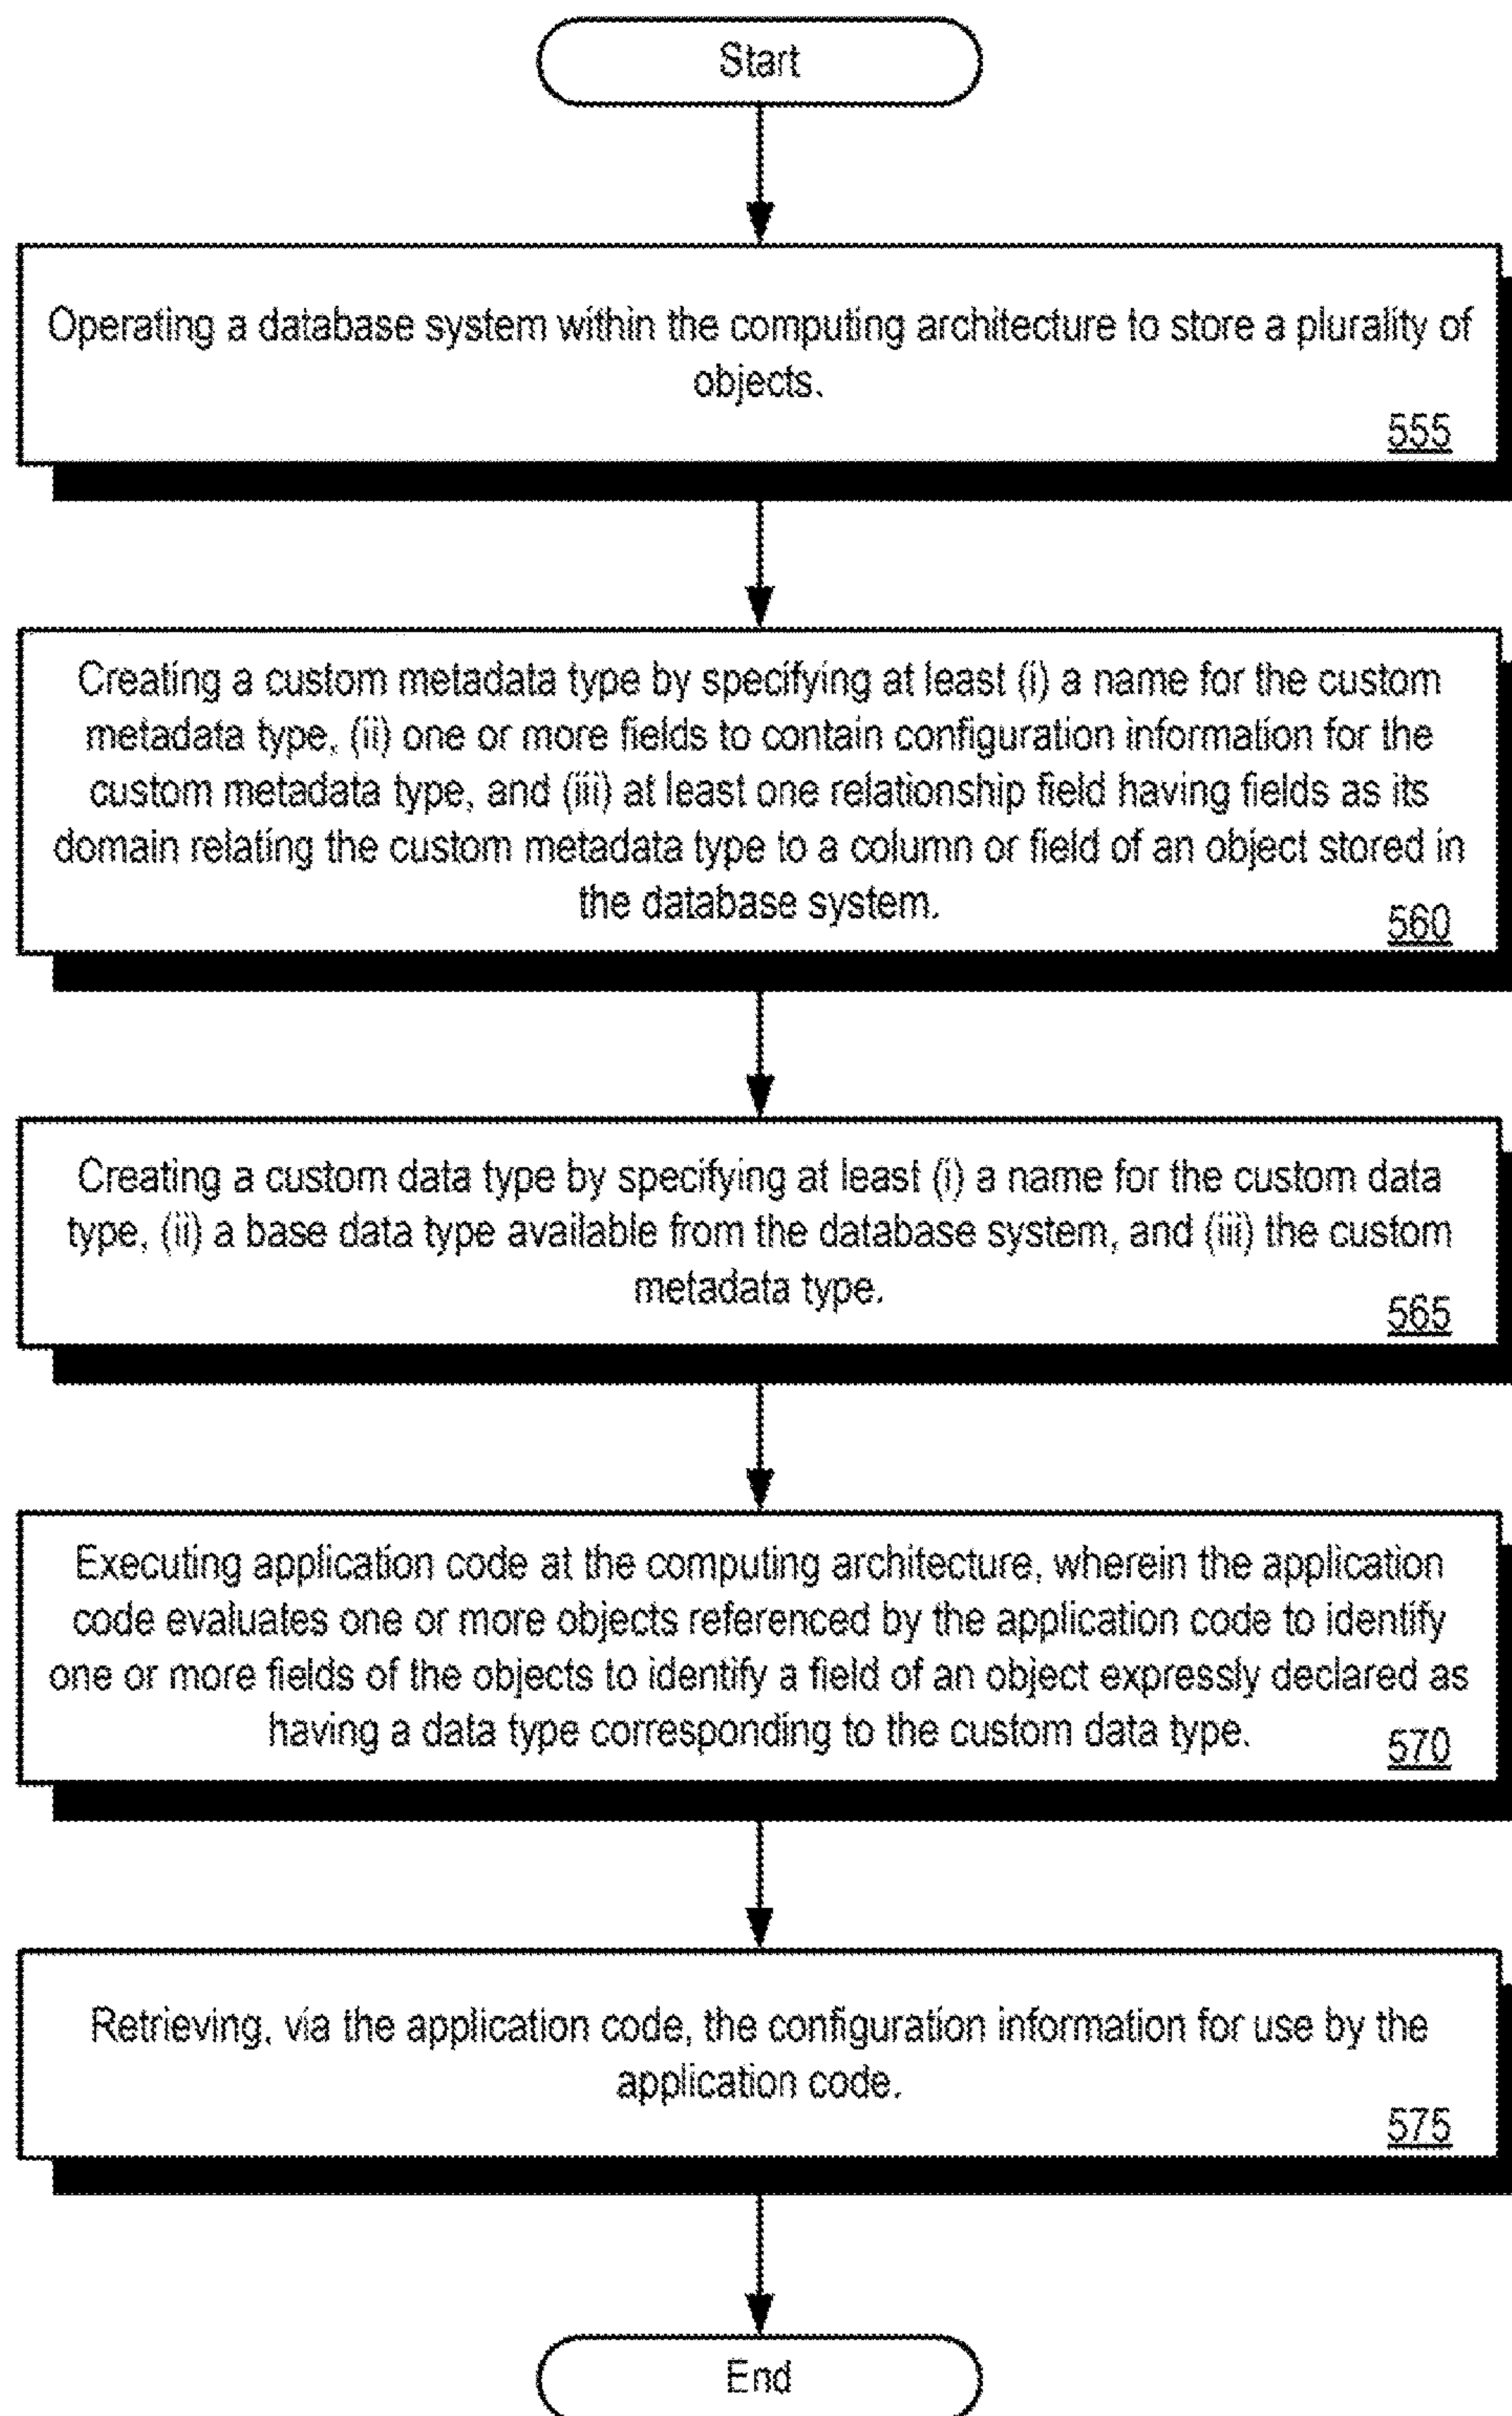 Start
Operating a database system within the computing architecture to store a plurality of
objects.
555
Creating a custom metadata type by specifying at least (i) a name for the custom
metadata type, (ii) one or more fields to contain configuration information for the
custom metadata type, and (iii) at least one relationship field having fields as its
domain relating the custom metadata type to a column or field of an object stored in
the database system.
560
Creating a custom data type by specifying at least (i) a name for the custom data
type, (ii) a base data type available from the database system, and (iii) the custom
metadata type.
565
Executing application code at the computing architecture, wherein the application
code evaluates one or more objects referenced by the application code to identify
one or more fields of the objects to identify a field of an object expressly declared as
having a data type corresponding to the custom data type.
570
Retrieving, via the application code, the configuration information for use by the
application code.
575
End